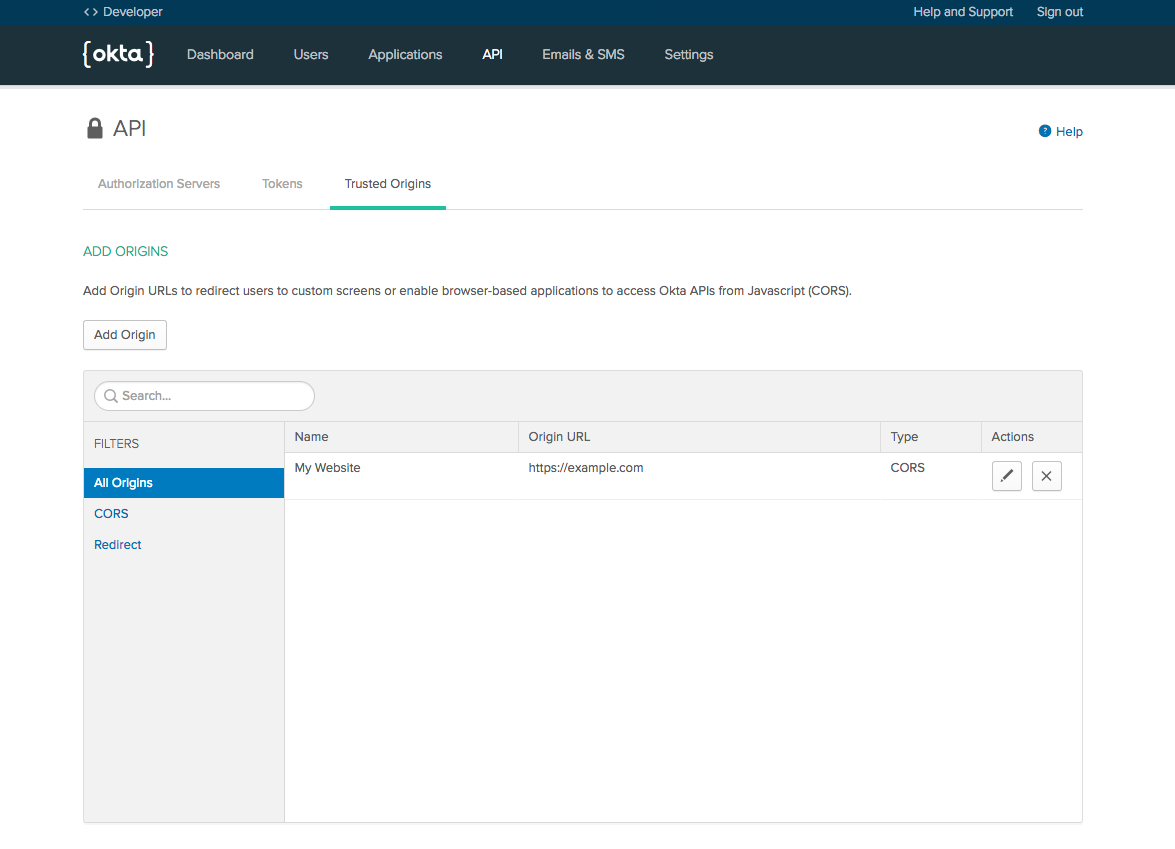 <> Developer Help and Support Sign out
{okta} Dashboard Users Applications API Emails & SMS Settings
API
? Help
Authorization Servers Tokens Trusted Origins
ADD ORIGINS
Add Origin URLs to redirect users to custom screens or enable browser-based applications to access Okta APIs from Javascript (CORS).
Add Origin
Search...
FILTERS
All Origins
CORS
Redirect
Name Origin URL Type Actions
My Website https://example.com CORS